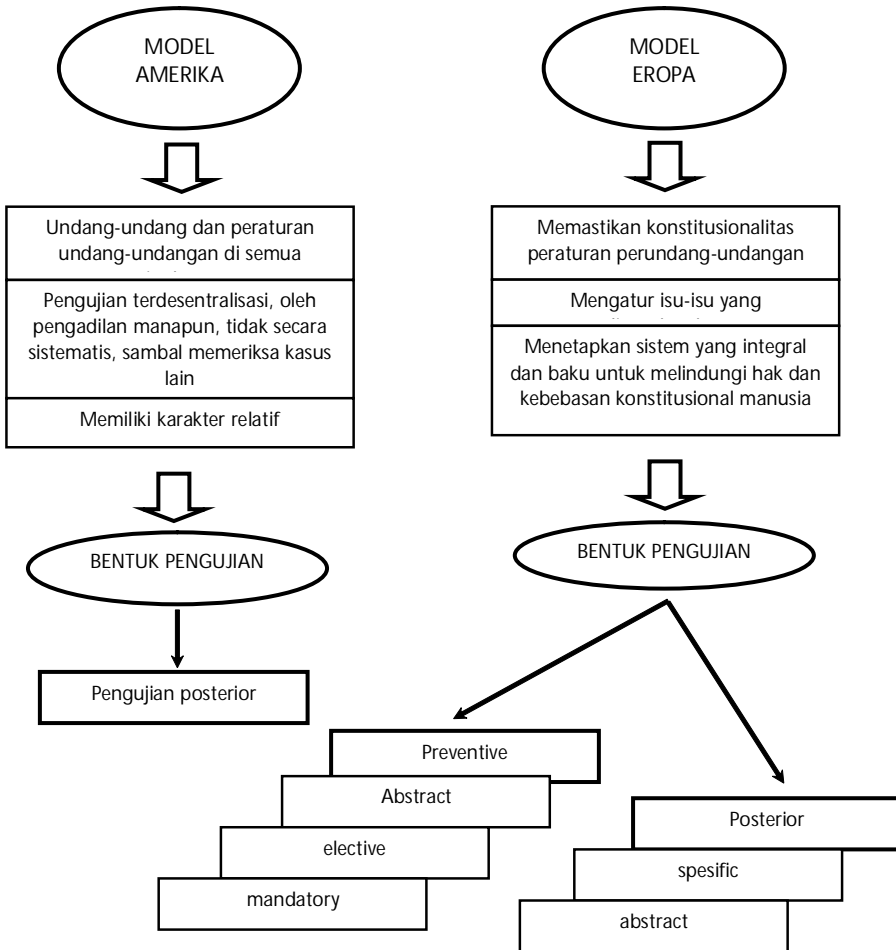 MODEL
AMERIKA
Undang-undang dan peraturan
undang-undangan di semua
Pengujian terdesentralisasi, oleh
pengadilan manapun, tidak secara
sistematis, sambal memeriksa kasus
lain
Memiliki karakter relatif
BENTUK PENGUJIAN
Pengujian posterior
MODEL
EROPA
Memastikan konstitusionalitas
peraturan perundang-undangan
Mengatur isu-isu yang
Menetapkan sistem yang integral
dan baku untuk melindungi hak dan
kebebasan konstitusional manusia
BENTUK PENGUJIAN
Preventive
Abstract
elective
mandatory
Posterior
spesific
abstract